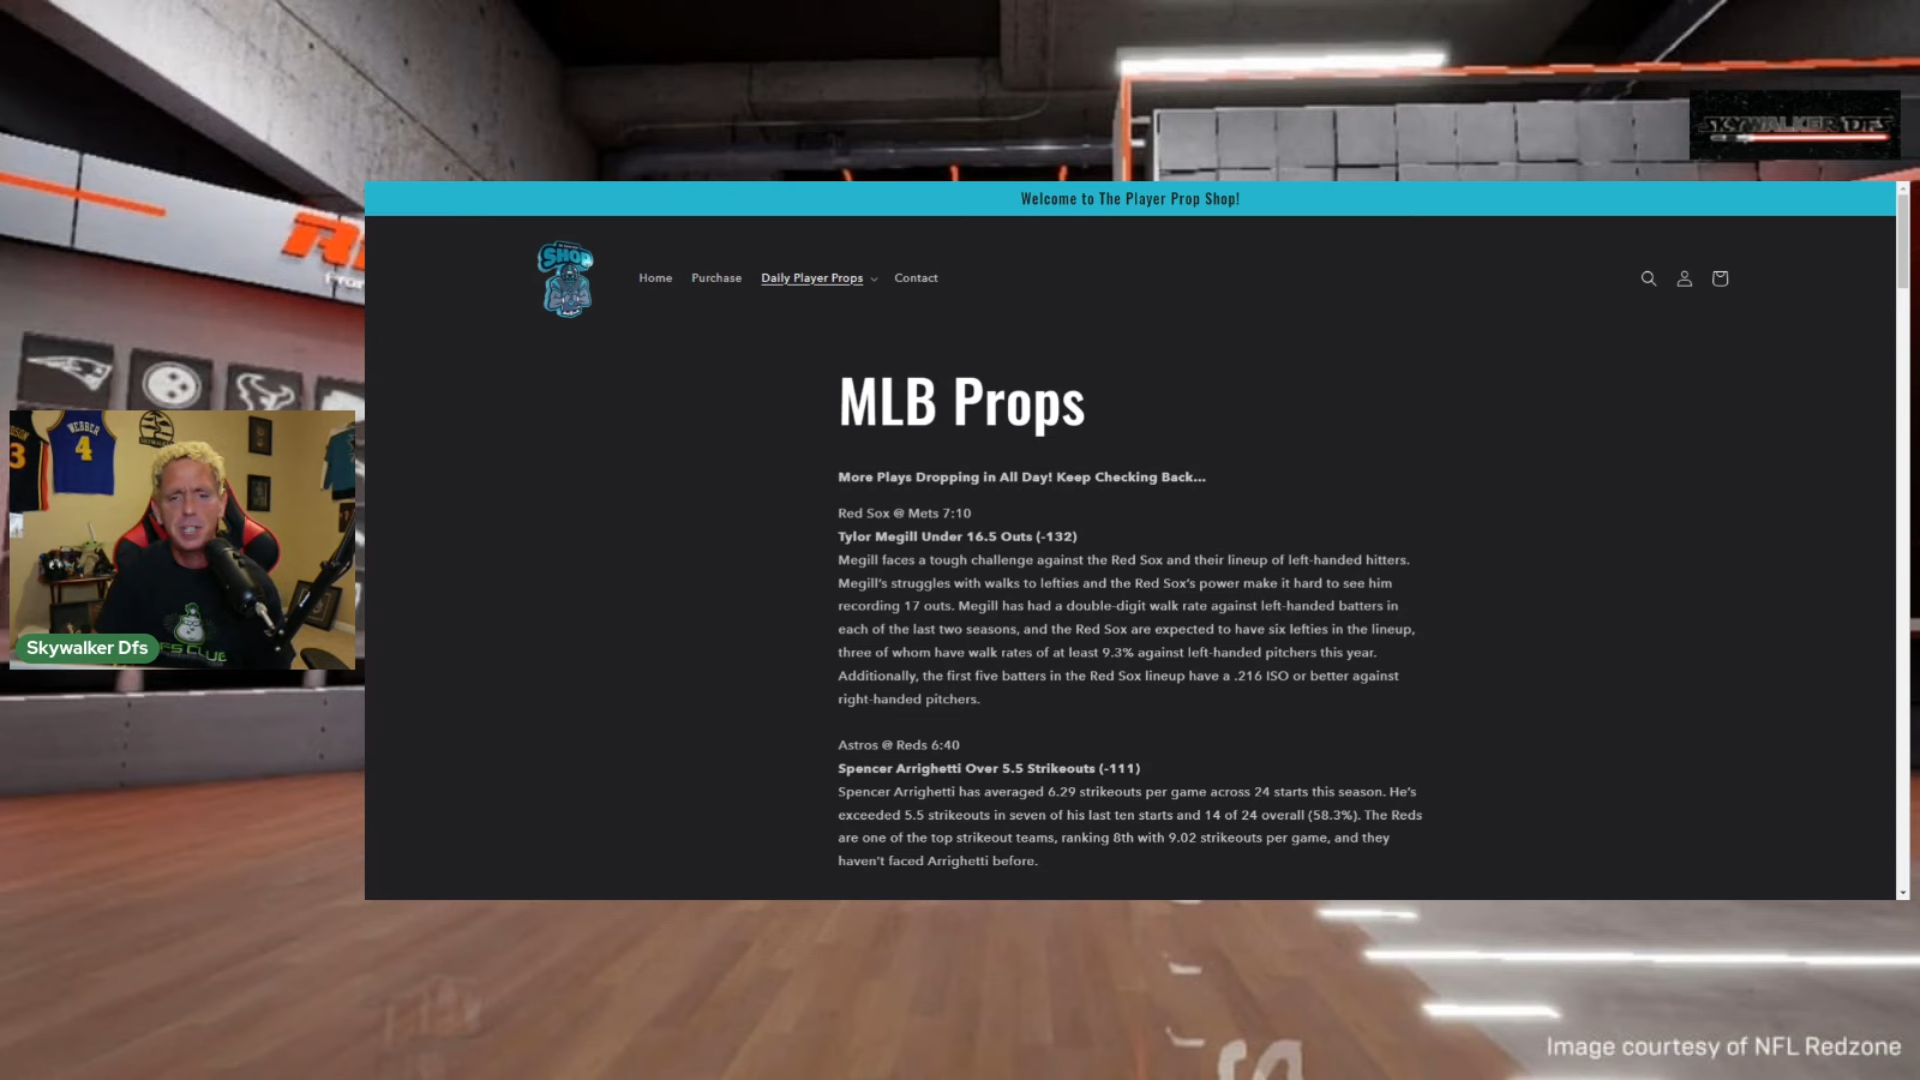 SKYWALKER DFS
Welcome to The Player Prop Shop!
SHOP
Home
Purchase
Daily Player Props
Contact
MLB Props
More Plays Dropping in All Day! Keep Checking Back...
Red Sox @ Mets 7:10
Tylor Megill Under 16.5 Outs (-132)
Megill faces a tough challenge against the Red Sox and their lineup of left-handed hitters.
Megill’s struggles with walks to lefties and the Red Sox’s power make it hard to see him
recording 17 outs. Megill has had a double-digit walk rate against left-handed batters in
each of the last two seasons, and the Red Sox are expected to have six lefties in the lineup,
three of whom have walk rates of at least 9.3% against left-handed pitchers this year.
Additionally, the first five batters in the Red Sox lineup have a .216 ISO or better against
right-handed pitchers.
Astros @ Reds 6:40
Spencer Arrighetti Over 5.5 Strikeouts (-111)
Spencer Arrighetti has averaged 6.29 strikeouts per game across 24 starts this season. He’s
exceeded 5.5 strikeouts in seven of his last ten starts and 14 of 24 overall (58.3%). The Reds
are one of the top strikeout teams, ranking 8th with 9.02 strikeouts per game, and they
haven’t faced Arrighetti before.
WEBBER
4
3
Skywalker Dfs
Image courtesy of NFL Redzone